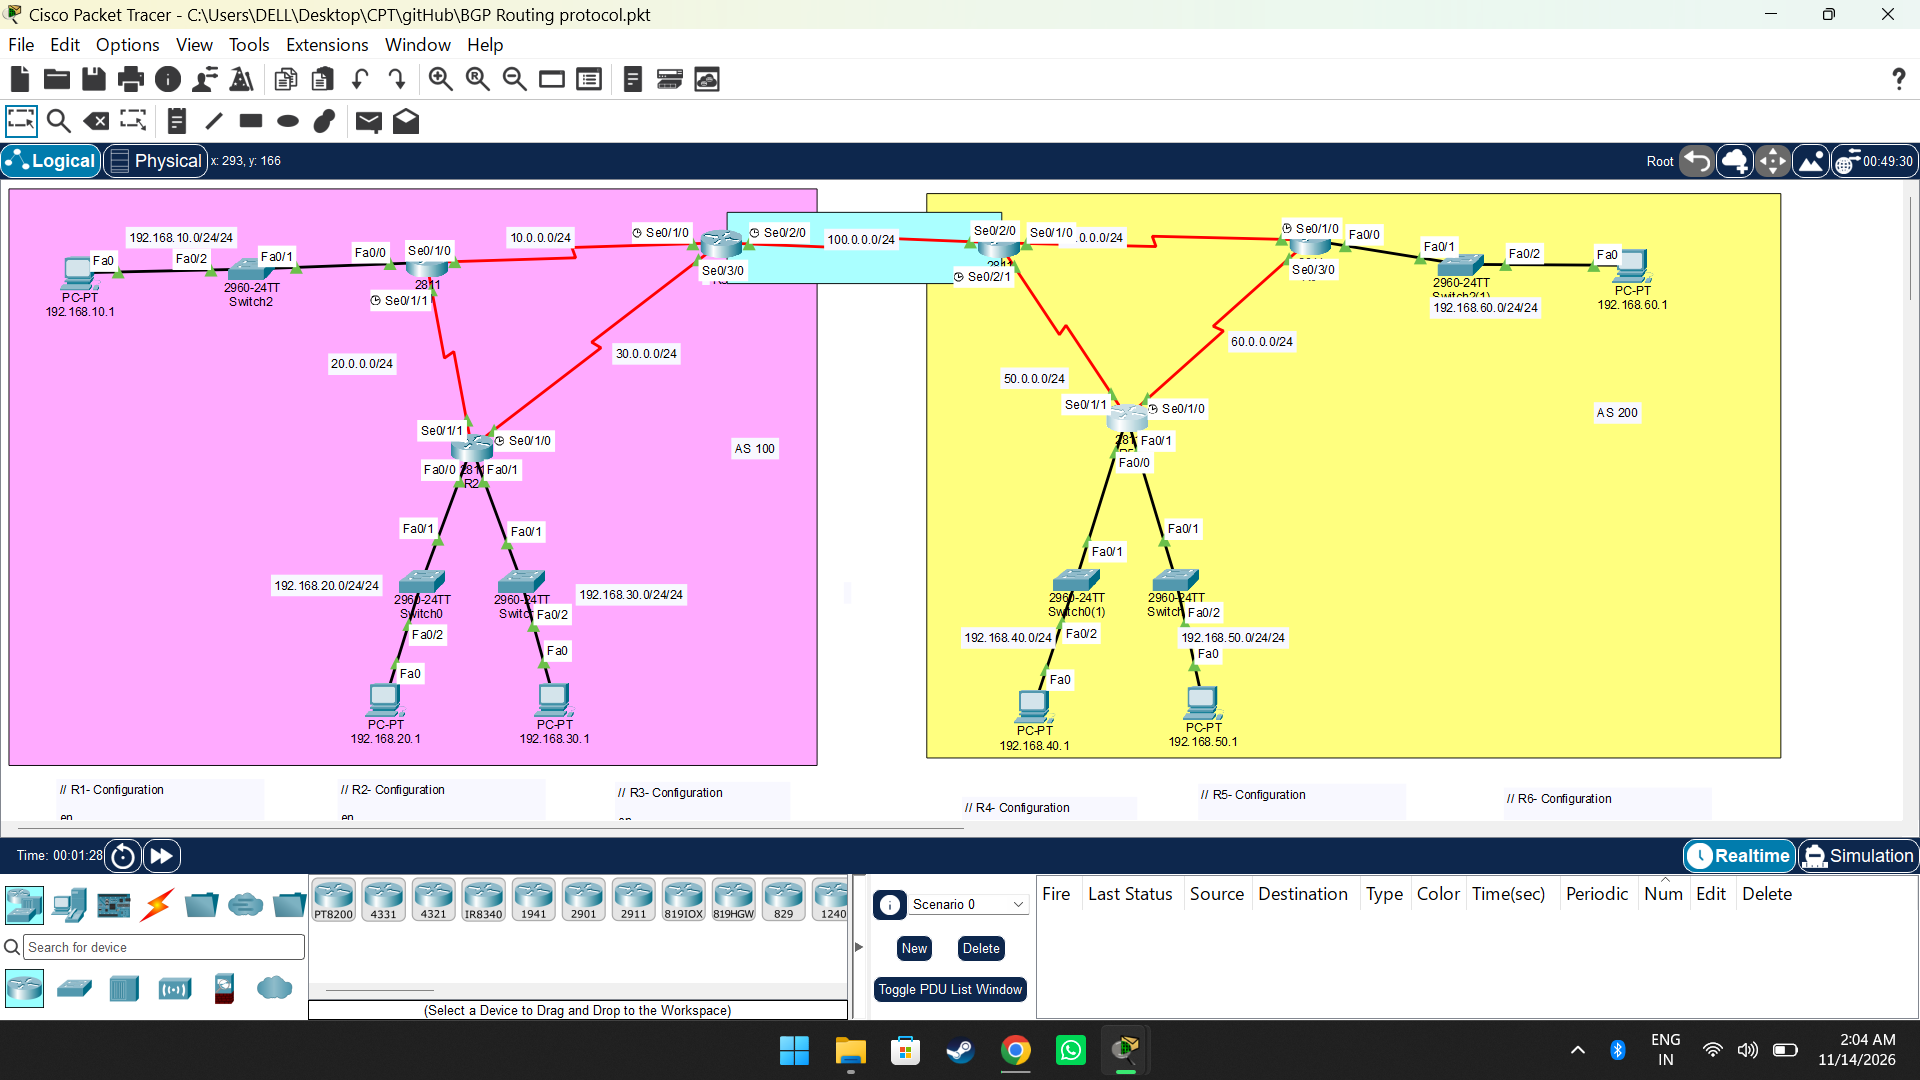 Cisco Packet Tracer - C:\Users\DELL\Desktop\CPT\gitHub\BGP Routing protocol.pkt
File Edit Options View Tools Extensions Window Help
Logical Physical x: 293, y: 166 Root 00:49:30
192.168.10.0/24/24
Fa0
Fa0/2
Fa0/1
PC-PT
192.168.10.1
2960-24TT
Switch2
Fa0/0
Se0/1/0
2811
Se0/1/1
10.0.0.0/24
Se0/1/0
Se0/2/0
Se0/3/0
100.0.0.0/24
20.0.0.0/24
30.0.0.0/24
Se0/1/1
Se0/1/0
Fa0/0
Fa0/1
R2
AS 100
Fa0/1
Fa0/1
192.168.20.0/24/24
2960-24TT
Switch0
192.168.30.0/24/24
2960-24TT
Fa0/2
Fa0/2
Fa0
Fa0
PC-PT
192.168.20.1
PC-PT
192.168.30.1
Se0/2/0
Se0/1/0
.0.0.0/24
Se0/2/1
Se0/1/0
Fa0/0
Se0/3/0
Fa0/1
Fa0/2
Fa0
2960-24TT
192.168.60.0/24/24
PC-PT
192.168.60.1
60.0.0.0/24
50.0.0.0/24
Se0/1/1
Se0/1/0
Fa0/1
Fa0/0
AS 200
Fa0/1
Fa0/1
2960-24TT
Switch0(1)
2960-24TT
Switch
Fa0/2
192.168.40.0/24
Fa0/2
192.168.50.0/24/24
Fa0
Fa0
PC-PT
192.168.40.1
PC-PT
192.168.50.1
// R1- Configuration
en
// R2- Configuration
en
// R3- Configuration
// R4- Configuration
// R5- Configuration
// R6- Configuration
Time: 00:01:28 Realtime Simulation
PT8200 4331 4321 IR8340 1941 2901 2911 819IOX 819HGW 829 1240
Search for device
(Select a Device to Drag and Drop to the Workspace)
Scenario 0
New Delete
Toggle PDU List Window
Fire Last Status Source Destination Type Color Time(sec) Periodic Num Edit Delete
ENG
IN
2:04 AM
11/14/2026